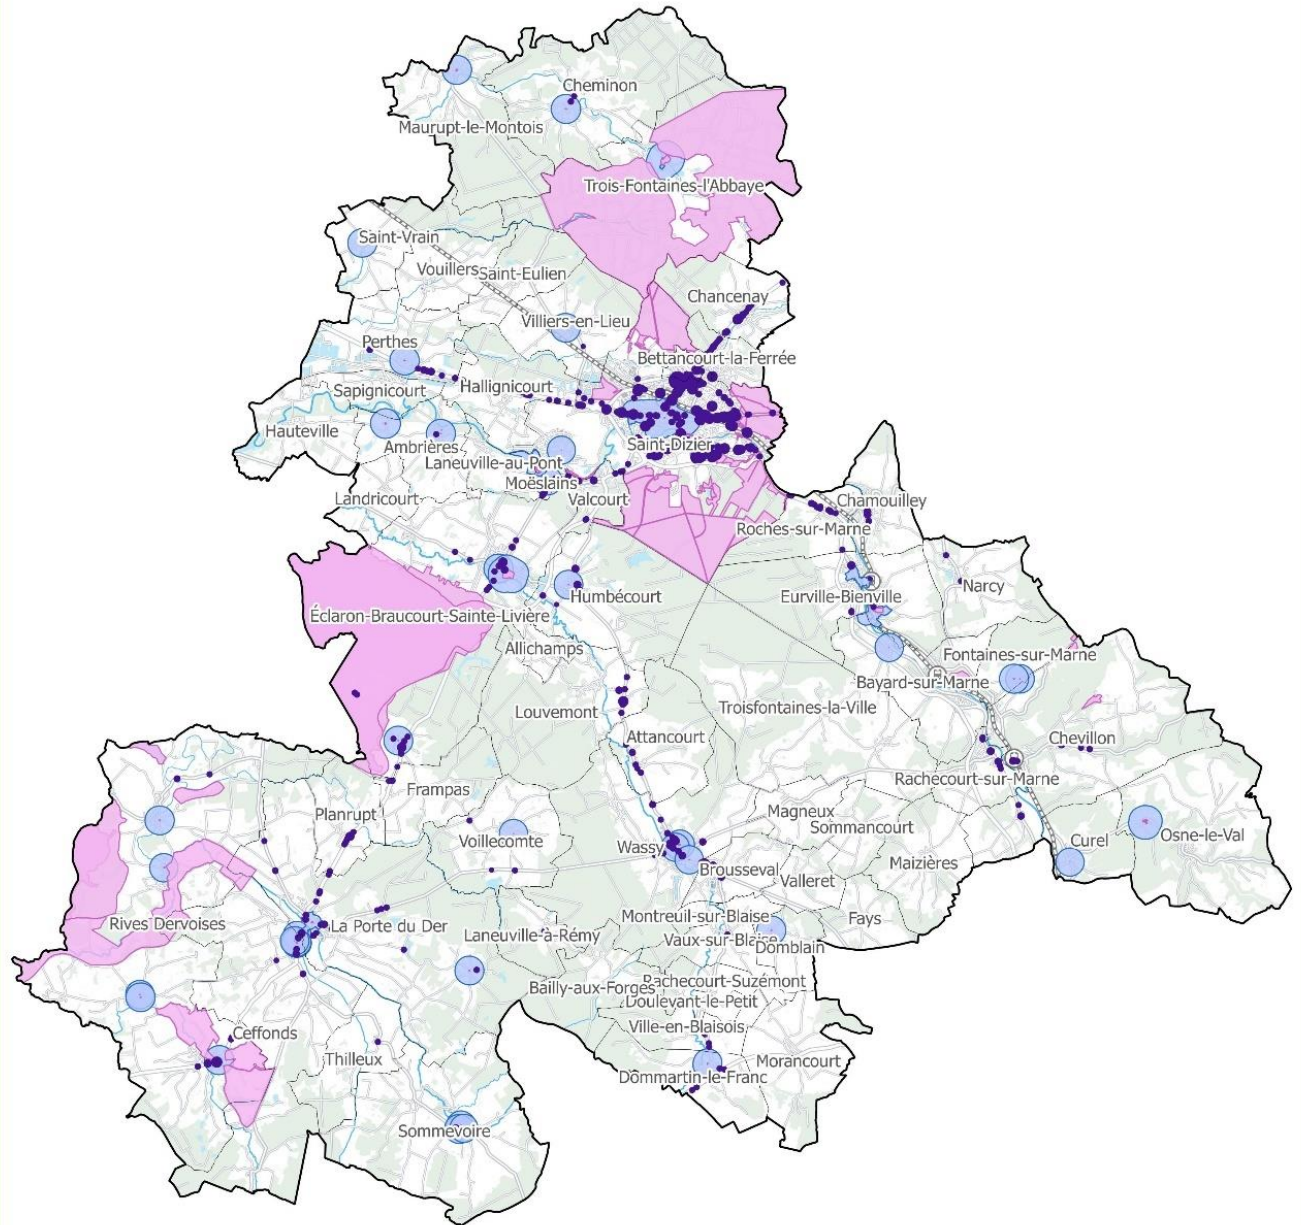 Cheminon
Maurupt-le-Montois
Trois-Fontaines-l'Abbaye
Saint-Vrain
Vouillers
Saint-Eulien
Chancenay
Villiers-en-Lieu
Perthes
Bettancourt-la-Ferrée
Sapignicourt
Hallignicourt
Hauteville
Ambrières
Saint-Dizier
Laneuville-au-Pont
Moëslains
Landricourt
Valcourt
Chamouilley
Roches-sur-Marne
Narcy
Humbécourt
Eurville-Bienville
Éclaron-Braucourt-Sainte-Livière
Allichamps
Fontaines-sur-Marne
Bayard-sur-Marne
Troisfontaines-la-Ville
Louvemont
Attancourt
Chevillon
Rachecourt-sur-Marne
Frampas
Planrupt
Magneux
Sommancourt
Voillecomte
Wassy
Osne-le-Val
Curel
Maizières
Brousseval
Valleret
Montreuil-sur-Blaise
Fays
Rives Dervoises
La Porte du Der
Laneuville-à-Rémy
Vaux-sur-Blaise
Domblain
Rachecourt-Suzémont
Bailly-aux-Forges
Doulevant-le-Petit
Ville-en-Blaisois
Ceffonds
Thilleux
Morancourt
Dommartin-le-Franc
Sommevoire